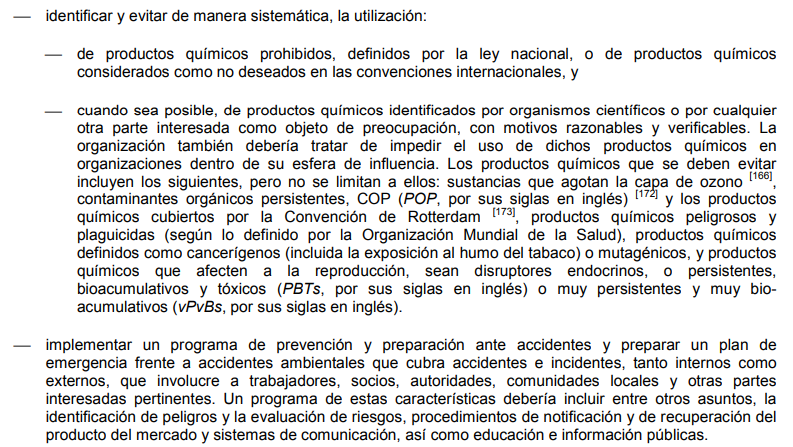 — identificar y evitar de manera sistemática, la utilización:
— de productos químicos prohibidos, definidos por la ley nacional, o de productos químicos
considerados como no deseados en las convenciones internacionales, y
— cuando sea posible, de productos químicos identificados por organismos científicos o por cualquier
otra parte interesada como objeto de preocupación, con motivos razonables y verificables. La
organización también debería tratar de impedir el uso de dichos productos químicos en
organizaciones dentro de su esfera de influencia. Los productos químicos que se deben evitar
incluyen los siguientes, pero no se limitan a ellos: sustancias que agotan la capa de ozono [166],
contaminantes orgánicos persistentes, COP (POP, por sus siglas en inglés) [172] y los productos
químicos cubiertos por la Convención de Rotterdam [173], productos químicos peligrosos y
plaguicidas (según lo definido por la Organización Mundial de la Salud), productos químicos
definidos como cancerígenos (incluida la exposición al humo del tabaco) o mutagénicos, y productos
químicos que afecten a la reproducción, sean disruptores endocrinos, o persistentes,
bioacumulativos y tóxicos (PBTs, por sus siglas en inglés) o muy persistentes y muy bio-
acumulativos (vPvBs, por sus siglas en inglés).
— implementar un programa de prevención y preparación ante accidentes y preparar un plan de
emergencia frente a accidentes ambientales que cubra accidentes e incidentes, tanto internos como
externos, que involucre a trabajadores, socios, autoridades, comunidades locales y otras partes
interesadas pertinentes. Un programa de estas características debería incluir entre otros asuntos, la
identificación de peligros y la evaluación de riesgos, procedimientos de notificación y de recuperación del
producto del mercado y sistemas de comunicación, así como educación e información públicas.